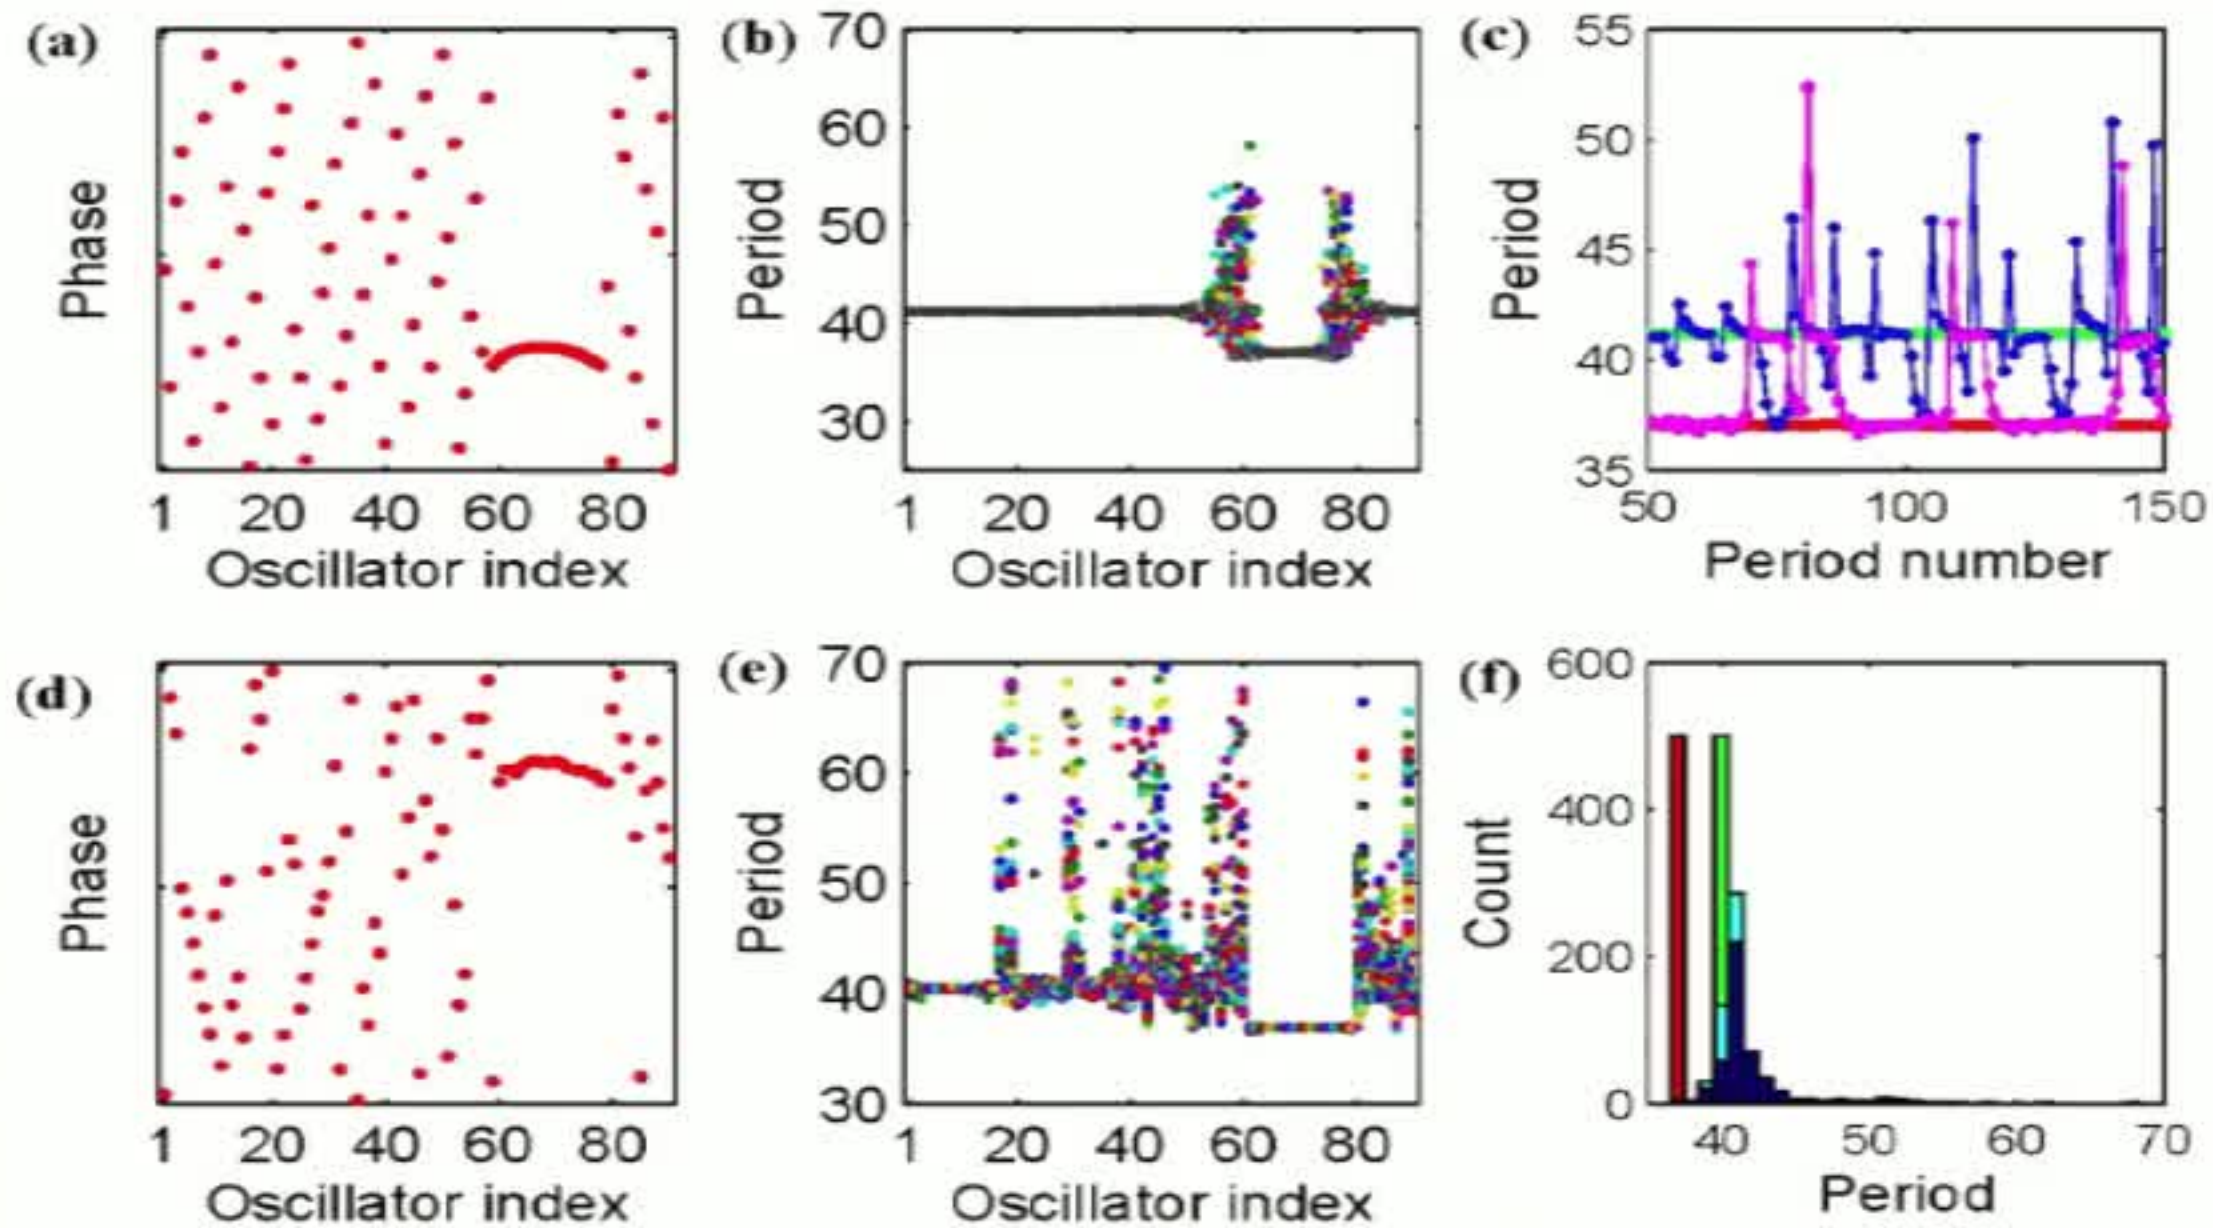 (a)
Phase
1 20 40 60 80
Oscillator index
(b)
70
60
50
40
30
Period
1 20 40 60 80
Oscillator index
(c)
55
50
45
40
35
Period
50 100 150
Period number
(d)
Phase
1 20 40 60 80
Oscillator index
(e)
70
60
50
40
30
Period
1 20 40 60 80
Oscillator index
(f)
600
400
200
0
Count
40 50 60 70
Period